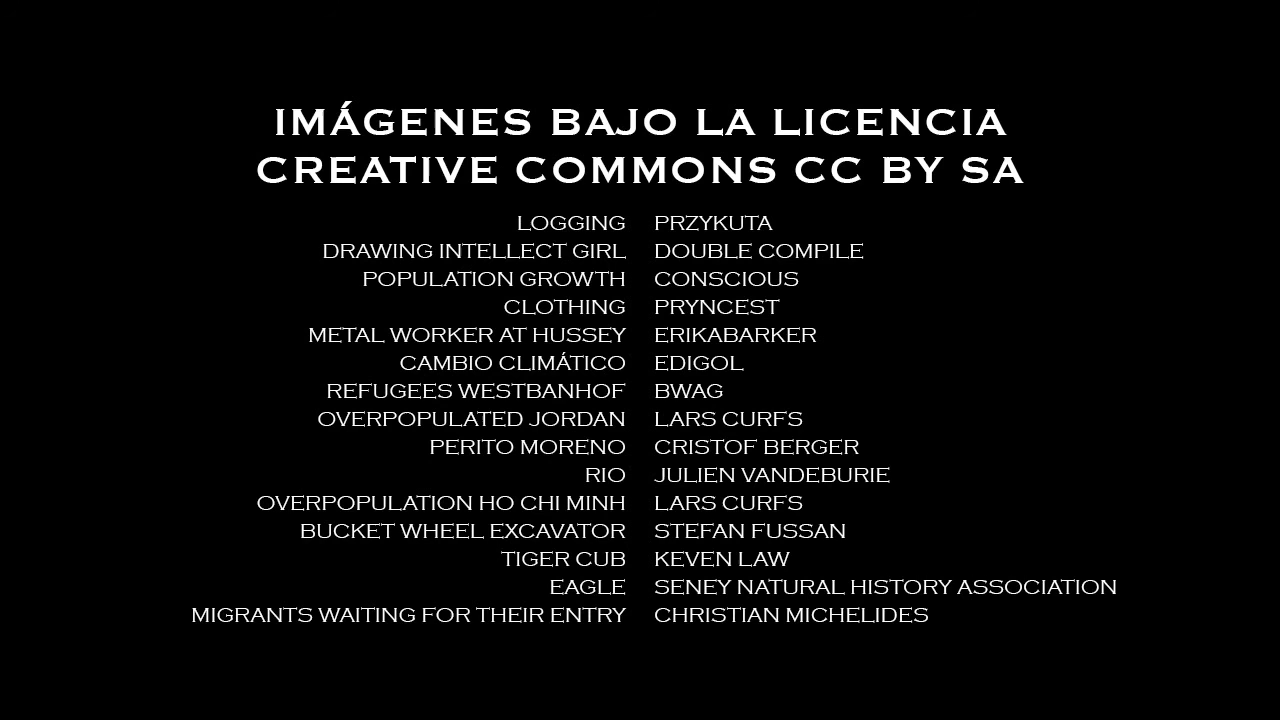 IMÁGENES BAJO LA LICENCIA
CREATIVE COMMONS CC BY SA
LOGGING PRZYKUTA
DRAWING INTELLECT GIRL DOUBLE COMPILE
POPULATION GROWTH CONSCIOUS
CLOTHING PRYNCEST
METAL WORKER AT HUSSEY ERIKABARKER
CAMBIO CLIMÁTICO EDIGOL
REFUGEES WESTBANHOF BWAG
OVERPOPULATED JORDAN LARS CURFS
PERITO MORENO CRISTOF BERGER
RIO JULIEN VANDEBURIE
OVERPOPULATION HO CHI MINH LARS CURFS
BUCKET WHEEL EXCAVATOR STEFAN FUSSAN
TIGER CUB KEVEN LAW
EAGLE SENEY NATURAL HISTORY ASSOCIATION
MIGRANTS WAITING FOR THEIR ENTRY CHRISTIAN MICHELIDES